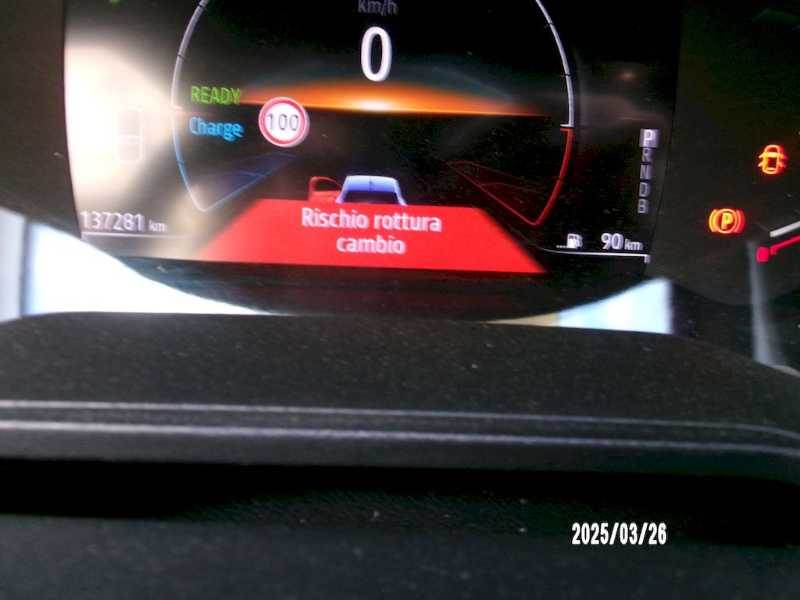 km/h
0
READY
Charge
100
P
R
N
D
B
P
137281 km
Rischio rottura
cambio
...90 km
2025/03/26